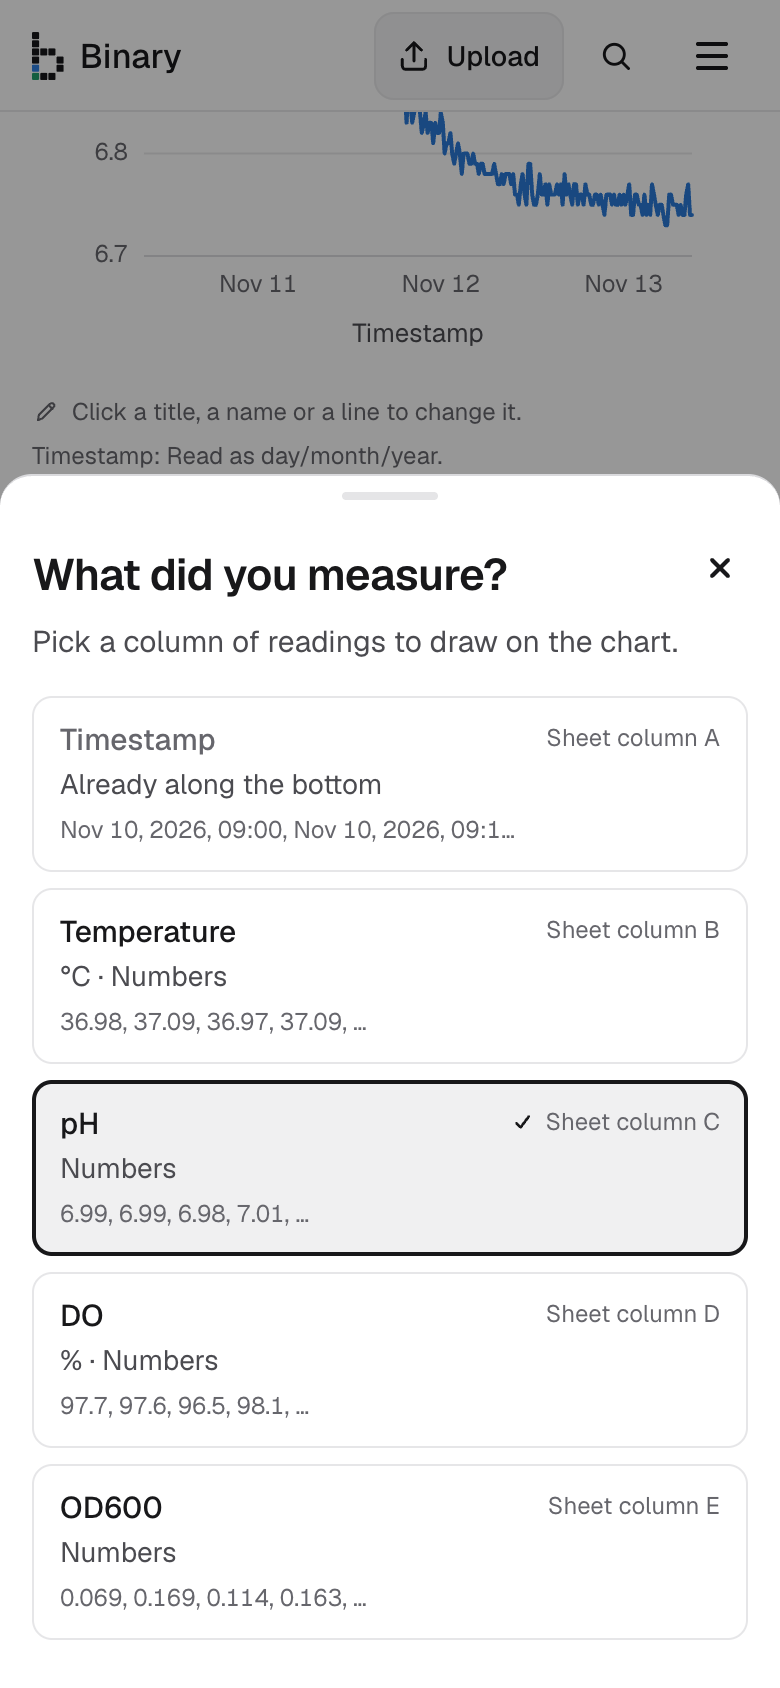 Binary
Upload
6.8
6.7
Nov 11
Nov 12
Nov 13
Timestamp
Click a title, a name or a line to change it.
Timestamp: Read as day/month/year.
What did you measure?
Pick a column of readings to draw on the chart.
Timestamp
Sheet column A
Already along the bottom
Nov 10, 2026, 09:00, Nov 10, 2026, 09:1...
Temperature
Sheet column B
°C · Numbers
36.98, 37.09, 36.97, 37.09, ...
pH
Sheet column C
Numbers
6.99, 6.99, 6.98, 7.01, ...
DO
Sheet column D
% · Numbers
97.7, 97.6, 96.5, 98.1, ...
OD600
Sheet column E
Numbers
0.069, 0.169, 0.114, 0.163, ...